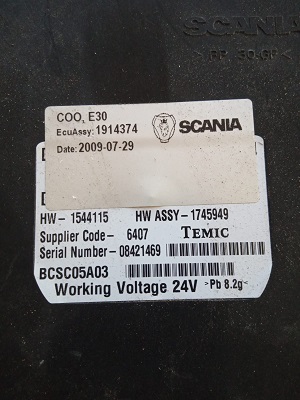 SCANIA
COO, E30
EcuAssy: 1914374
SCANIA
Date: 2009-07-29
HW- 1544115 HW ASSY- 1745949
Supplier Code- 6407 TEMIC
Serial Number- 08421469
BCSC05A03
Working Voltage 24V >Pb 8.2g<